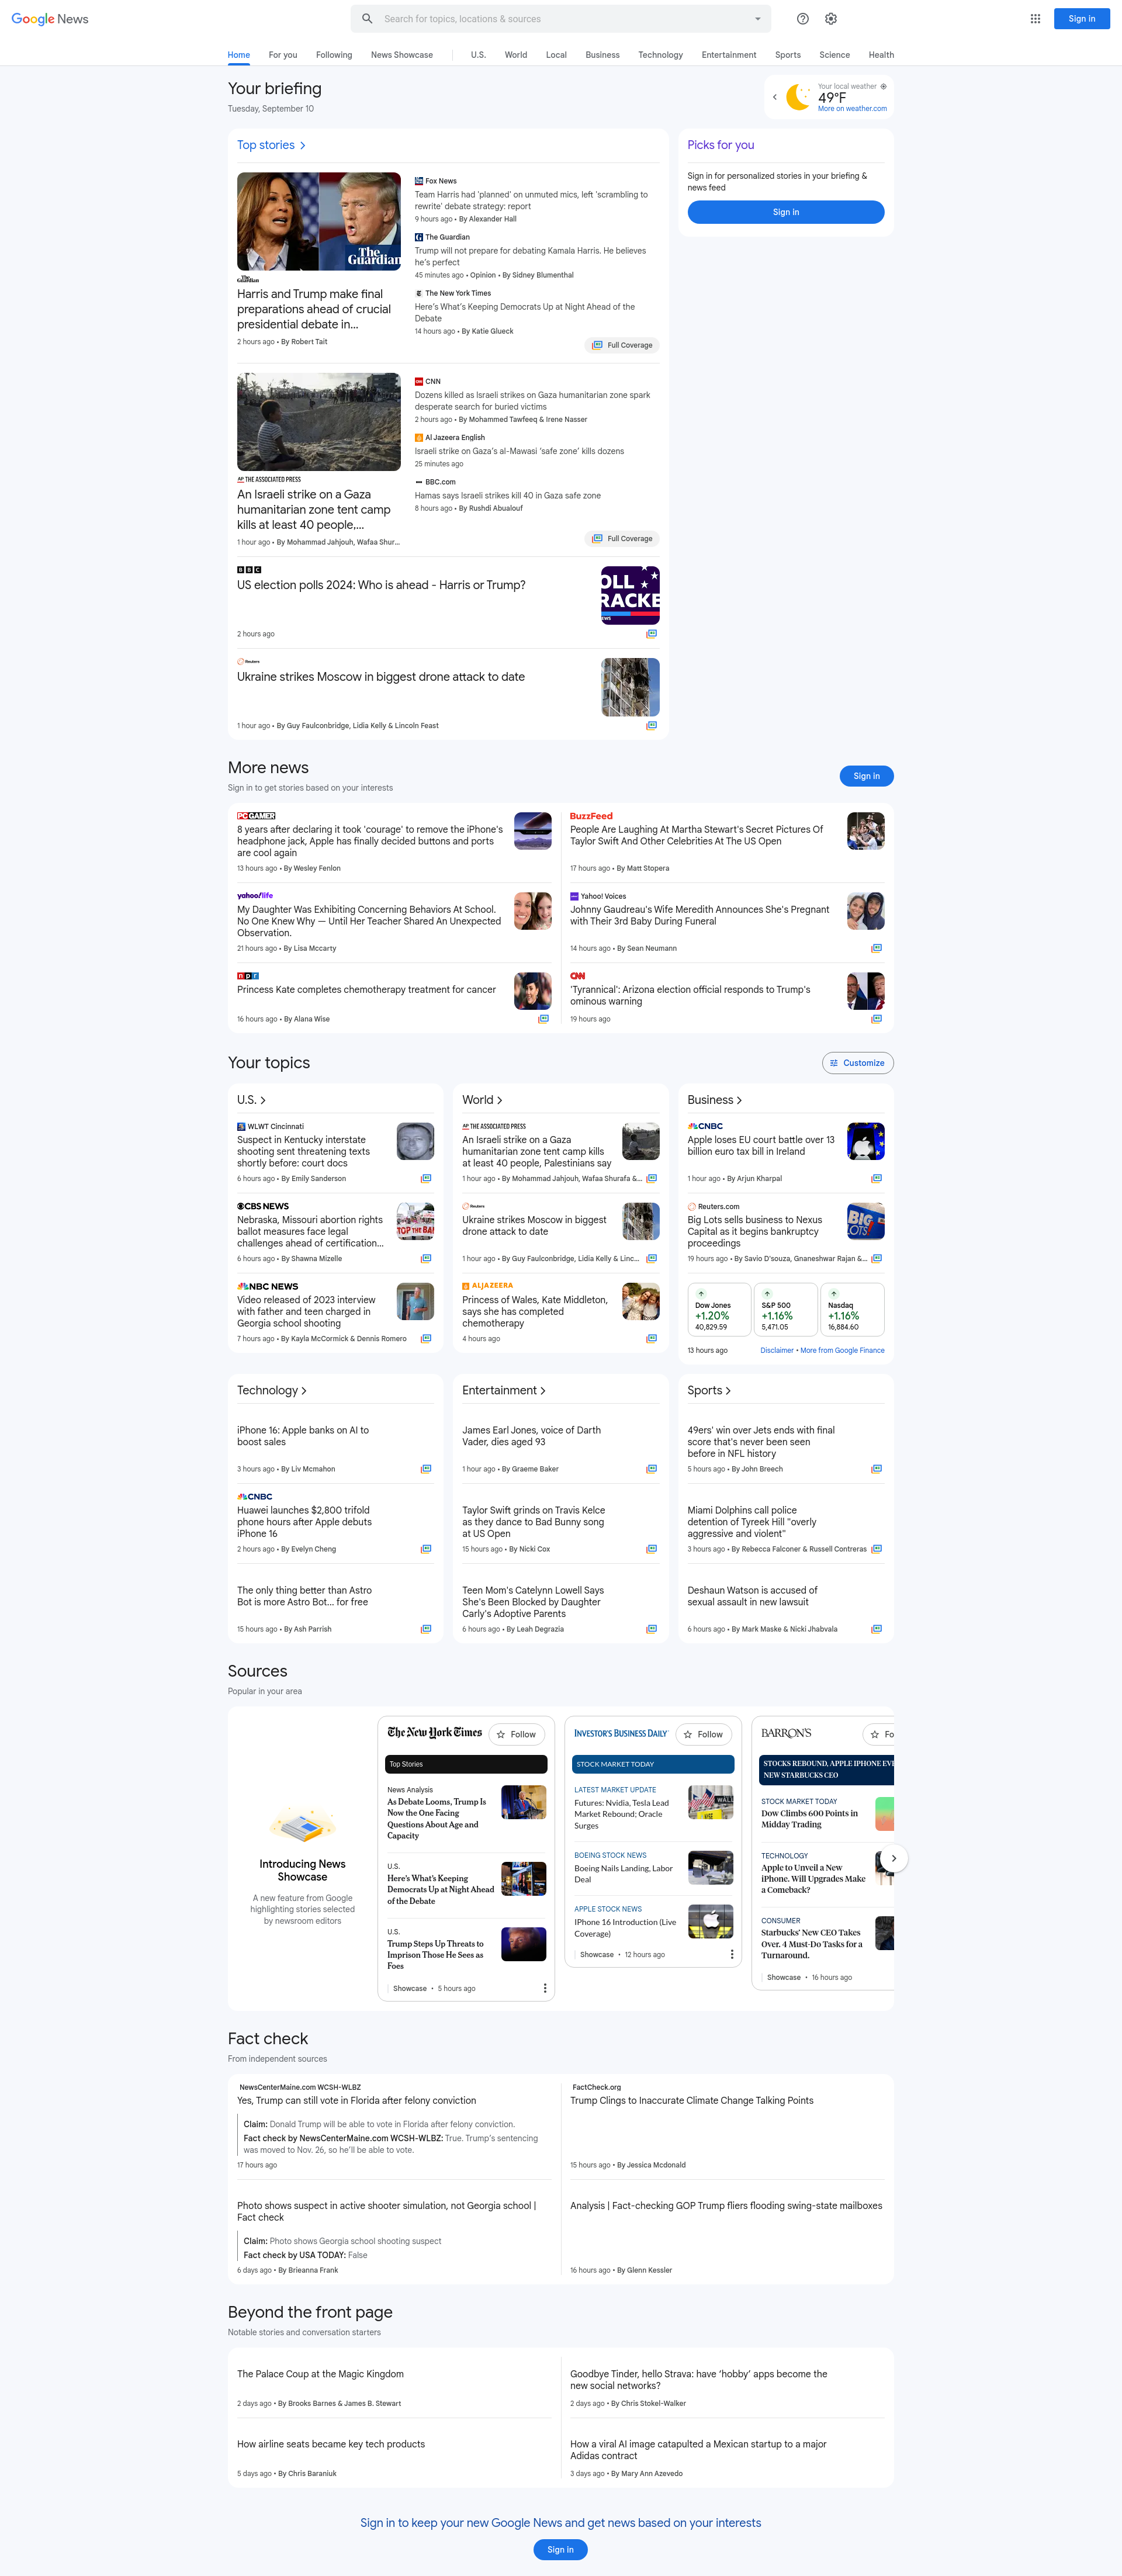 Google News
Search for topics, locations & sources
Sign in
Home
For you
Following
News Showcase
U.S.
World
Local
Business
Technology
Entertainment
Sports
Science
Health
Your briefing
Tuesday, September 10
Your local weather
49°F
More on weather.com
Top stories
The Guardian
The Guardian
Harris and Trump make final
preparations ahead of crucial
presidential debate in...
2 hours ago • By Robert Tait
Fox News
Team Harris had 'planned' on unmuted mics, left 'scrambling to
rewrite' debate strategy: report
9 hours ago • By Alexander Hall
The Guardian
Trump will not prepare for debating Kamala Harris. He believes
he's perfect
45 minutes ago • Opinion • By Sidney Blumenthal
The New York Times
Here's What's Keeping Democrats Up at Night Ahead of the
Debate
14 hours ago • By Katie Glueck
Full Coverage
Picks for you
Sign in for personalized stories in your briefing &
news feed
Sign in
AP THE ASSOCIATED PRESS
An Israeli strike on a Gaza
humanitarian zone tent camp
kills at least 40 people,...
1 hour ago • By Mohammad Jahjouh, Wafaa Shur...
CNN
Dozens killed as Israeli strikes on Gaza humanitarian zone spark
desperate search for buried victims
2 hours ago • By Mohammed Tawfeeq & Irene Nasser
Al Jazeera English
Israeli strike on Gaza's al-Mawasi 'safe zone' kills dozens
25 minutes ago
BBC.com
Hamas says Israeli strikes kill 40 in Gaza safe zone
8 hours ago • By Rushdi Abualouf
Full Coverage
BBC
US election polls 2024: Who is ahead - Harris or Trump?
2 hours ago
OLL
RACKE
EWS
Reuters
Ukraine strikes Moscow in biggest drone attack to date
1 hour ago • By Guy Faulconbridge, Lidia Kelly & Lincoln Feast
More news
Sign in to get stories based on your interests
Sign in
PC GAMER
8 years after declaring it took 'courage' to remove the iPhone's
headphone jack, Apple has finally decided buttons and ports
are cool again
13 hours ago • By Wesley Fenlon
BuzzFeed
People Are Laughing At Martha Stewart's Secret Pictures Of
Taylor Swift And Other Celebrities At The US Open
17 hours ago • By Matt Stopera
yahoo/life
My Daughter Was Exhibiting Concerning Behaviors At School.
No One Knew Why — Until Her Teacher Shared An Unexpected
Observation.
21 hours ago • By Lisa Mccarty
Yahoo! Voices
Johnny Gaudreau's Wife Meredith Announces She's Pregnant
with Their 3rd Baby During Funeral
14 hours ago • By Sean Neumann
npr
Princess Kate completes chemotherapy treatment for cancer
16 hours ago • By Alana Wise
CNN
'Tyrannical': Arizona election official responds to Trump's
ominous warning
19 hours ago
Your topics
Customize
U.S.
WLWT Cincinnati
Suspect in Kentucky interstate
shooting sent threatening texts
shortly before: court docs
6 hours ago • By Emily Sanderson
CBS NEWS
Nebraska, Missouri abortion rights
ballot measures face legal
challenges ahead of certification...
6 hours ago • By Shawna Mizelle
STOP THE BA
NBC NEWS
Video released of 2023 interview
with father and teen charged in
Georgia school shooting
7 hours ago • By Kayla McCormick & Dennis Romero
World
AP THE ASSOCIATED PRESS
An Israeli strike on a Gaza
humanitarian zone tent camp kills
at least 40 people, Palestinians say
1 hour ago • By Mohammad Jahjouh, Wafaa Shurafa &...
Reuters
Ukraine strikes Moscow in biggest
drone attack to date
1 hour ago • By Guy Faulconbridge, Lidia Kelly & Linc...
ALJAZEERA
Princess of Wales, Kate Middleton,
says she has completed
chemotherapy
4 hours ago
Business
CNBC
Apple loses EU court battle over 13
billion euro tax bill in Ireland
1 hour ago • By Arjun Kharpal
Reuters.com
Big Lots sells business to Nexus
Capital as it begins bankruptcy
proceedings
19 hours ago • By Savio D'souza, Gnaneshwar Rajan &...
BIG
LOTS!
Dow Jones
+1.20%
40,829.59
S&P 500
+1.16%
5,471.05
Nasdaq
+1.16%
16,884.60
13 hours ago
Disclaimer • More from Google Finance
Technology
iPhone 16: Apple banks on AI to
boost sales
3 hours ago • By Liv Mcmahon
CNBC
Huawei launches $2,800 trifold
phone hours after Apple debuts
iPhone 16
2 hours ago • By Evelyn Cheng
The only thing better than Astro
Bot is more Astro Bot... for free
15 hours ago • By Ash Parrish
Entertainment
James Earl Jones, voice of Darth
Vader, dies aged 93
1 hour ago • By Graeme Baker
Taylor Swift grinds on Travis Kelce
as they dance to Bad Bunny song
at US Open
15 hours ago • By Nicki Cox
Teen Mom's Catelynn Lowell Says
She's Been Blocked by Daughter
Carly's Adoptive Parents
6 hours ago • By Leah Degrazia
Sports
49ers' win over Jets ends with final
score that's never been seen
before in NFL history
5 hours ago • By John Breech
Miami Dolphins call police
detention of Tyreek Hill "overly
aggressive and violent"
3 hours ago • By Rebecca Falconer & Russell Contreras
Deshaun Watson is accused of
sexual assault in new lawsuit
6 hours ago • By Mark Maske & Nicki Jhabvala
Sources
Popular in your area
Introducing News
Showcase
A new feature from Google
highlighting stories selected
by newsroom editors
The New York Times
Follow
Top Stories
News Analysis
As Debate Looms, Trump Is
Now the One Facing
Questions About Age and
Capacity
U.S.
Here's What's Keeping
Democrats Up at Night Ahead
of the Debate
U.S.
Trump Steps Up Threats to
Imprison Those He Sees as
Foes
Showcase • 5 hours ago
INVESTOR'S BUSINESS DAILY
Follow
STOCK MARKET TODAY
LATEST MARKET UPDATE
Futures: Nvidia, Tesla Lead
Market Rebound; Oracle
Surges
BOEING STOCK NEWS
Boeing Nails Landing, Labor
Deal
APPLE STOCK NEWS
IPhone 16 Introduction (Live
Coverage)
Showcase • 12 hours ago
BARRON'S
Fo
STOCKS REBOUND, APPLE IPHONE EVE
NEW STARBUCKS CEO
STOCK MARKET TODAY
Dow Climbs 600 Points in
Midday Trading
TECHNOLOGY
Apple to Unveil a New
iPhone. Will Upgrades Make
a Comeback?
CONSUMER
Starbucks' New CEO Takes
Over. 4 Must-Do Tasks for a
Turnaround.
Showcase • 16 hours ago
Fact check
From independent sources
NewsCenterMaine.com WCSH-WLBZ
Yes, Trump can still vote in Florida after felony conviction
Claim: Donald Trump will be able to vote in Florida after felony conviction.
Fact check by NewsCenterMaine.com WCSH-WLBZ: True. Trump's sentencing
was moved to Nov. 26, so he'll be able to vote.
17 hours ago
FactCheck.org
Trump Clings to Inaccurate Climate Change Talking Points
15 hours ago • By Jessica Mcdonald
Photo shows suspect in active shooter simulation, not Georgia school |
Fact check
Claim: Photo shows Georgia school shooting suspect
Fact check by USA TODAY: False
6 days ago • By Brieanna Frank
Analysis | Fact-checking GOP Trump fliers flooding swing-state mailboxes
16 hours ago • By Glenn Kessler
Beyond the front page
Notable stories and conversation starters
The Palace Coup at the Magic Kingdom
2 days ago • By Brooks Barnes & James B. Stewart
Goodbye Tinder, hello Strava: have 'hobby' apps become the
new social networks?
2 days ago • By Chris Stokel-Walker
How airline seats became key tech products
5 days ago • By Chris Baraniuk
How a viral AI image catapulted a Mexican startup to a major
Adidas contract
3 days ago • By Mary Ann Azevedo
Sign in to keep your new Google News and get news based on your interests
Sign in